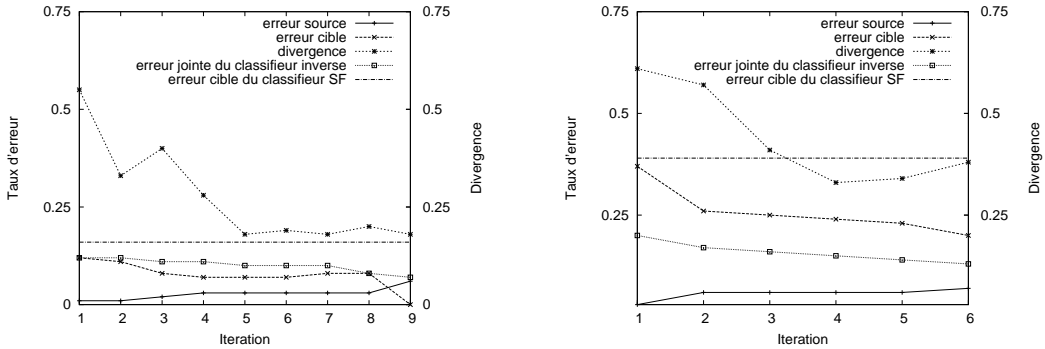 0.75
0.5
0.25
0
Taux d'erreur
erreur source
erreur cible
divergence
erreur jointe du classifieur inverse
erreur cible du classifieur SF
0.75
0.5
0.25
0
Divergence
1 2 3 4 5 6 7 8 9
Iteration
0.75
0.5
0.25
Taux d'erreur
erreur source
erreur cible
divergence
erreur jointe du classifieur inverse
erreur cible du classifieur SF
0.75
0.5
0.25
Divergence
1 2 3 4 5 6
Iteration